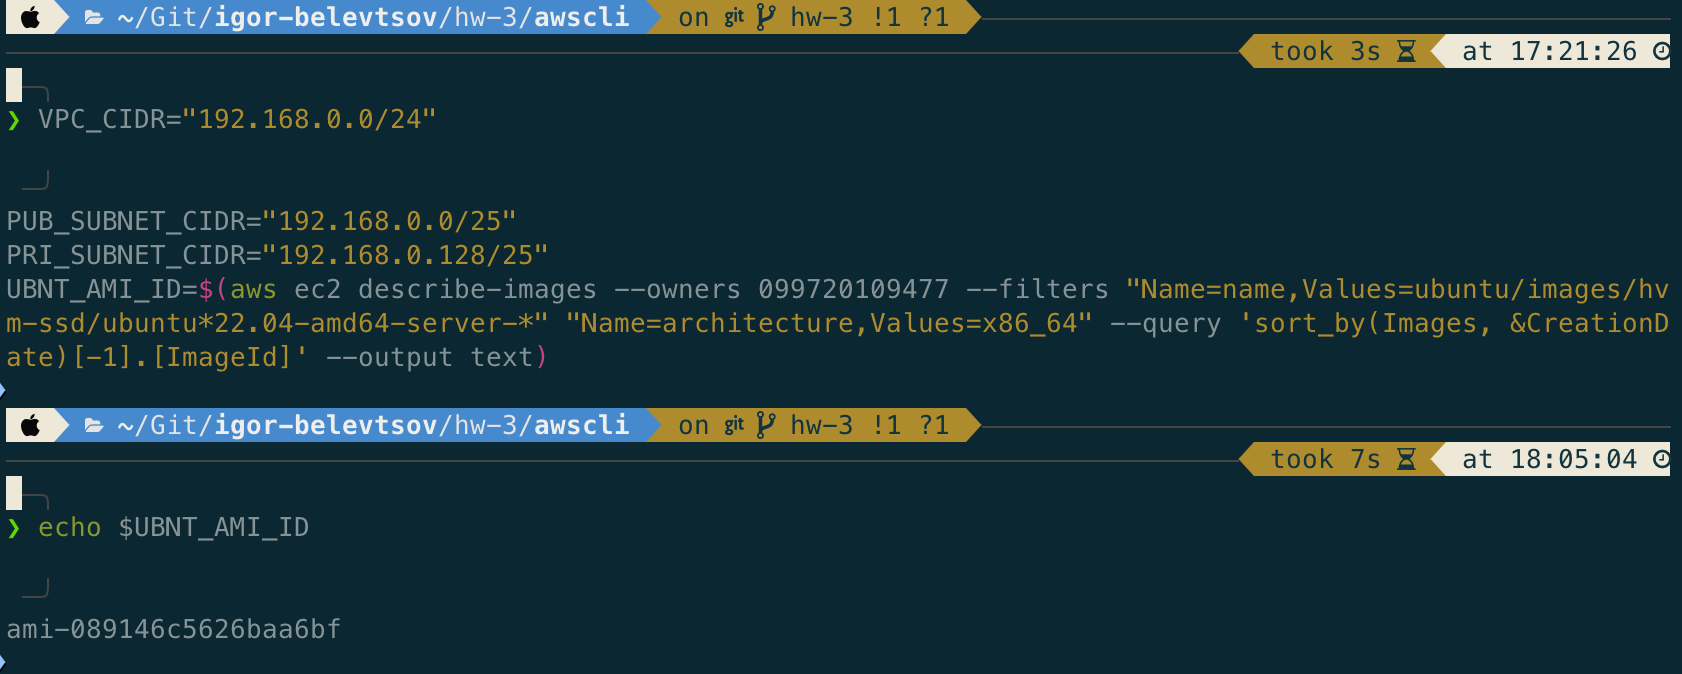 ~/Git/igor-belevtsov/hw-3/awscli on git hw-3 !1 ?1
took 3s at 17:21:26
❯ VPC_CIDR="192.168.0.0/24"
PUB_SUBNET_CIDR="192.168.0.0/25"
PRI_SUBNET_CIDR="192.168.0.128/25"
UBNT_AMI_ID=$(aws ec2 describe-images --owners 099720109477 --filters "Name=name,Values=ubuntu/images/hv
m-ssd/ubuntu*22.04-amd64-server-*" "Name=architecture,Values=x86_64" --query 'sort_by(Images, &CreationD
ate)[-1].[ImageId]' --output text)
~/Git/igor-belevtsov/hw-3/awscli on git hw-3 !1 ?1
took 7s at 18:05:04
❯ echo $UBNT_AMI_ID
ami-089146c5626baa6bf